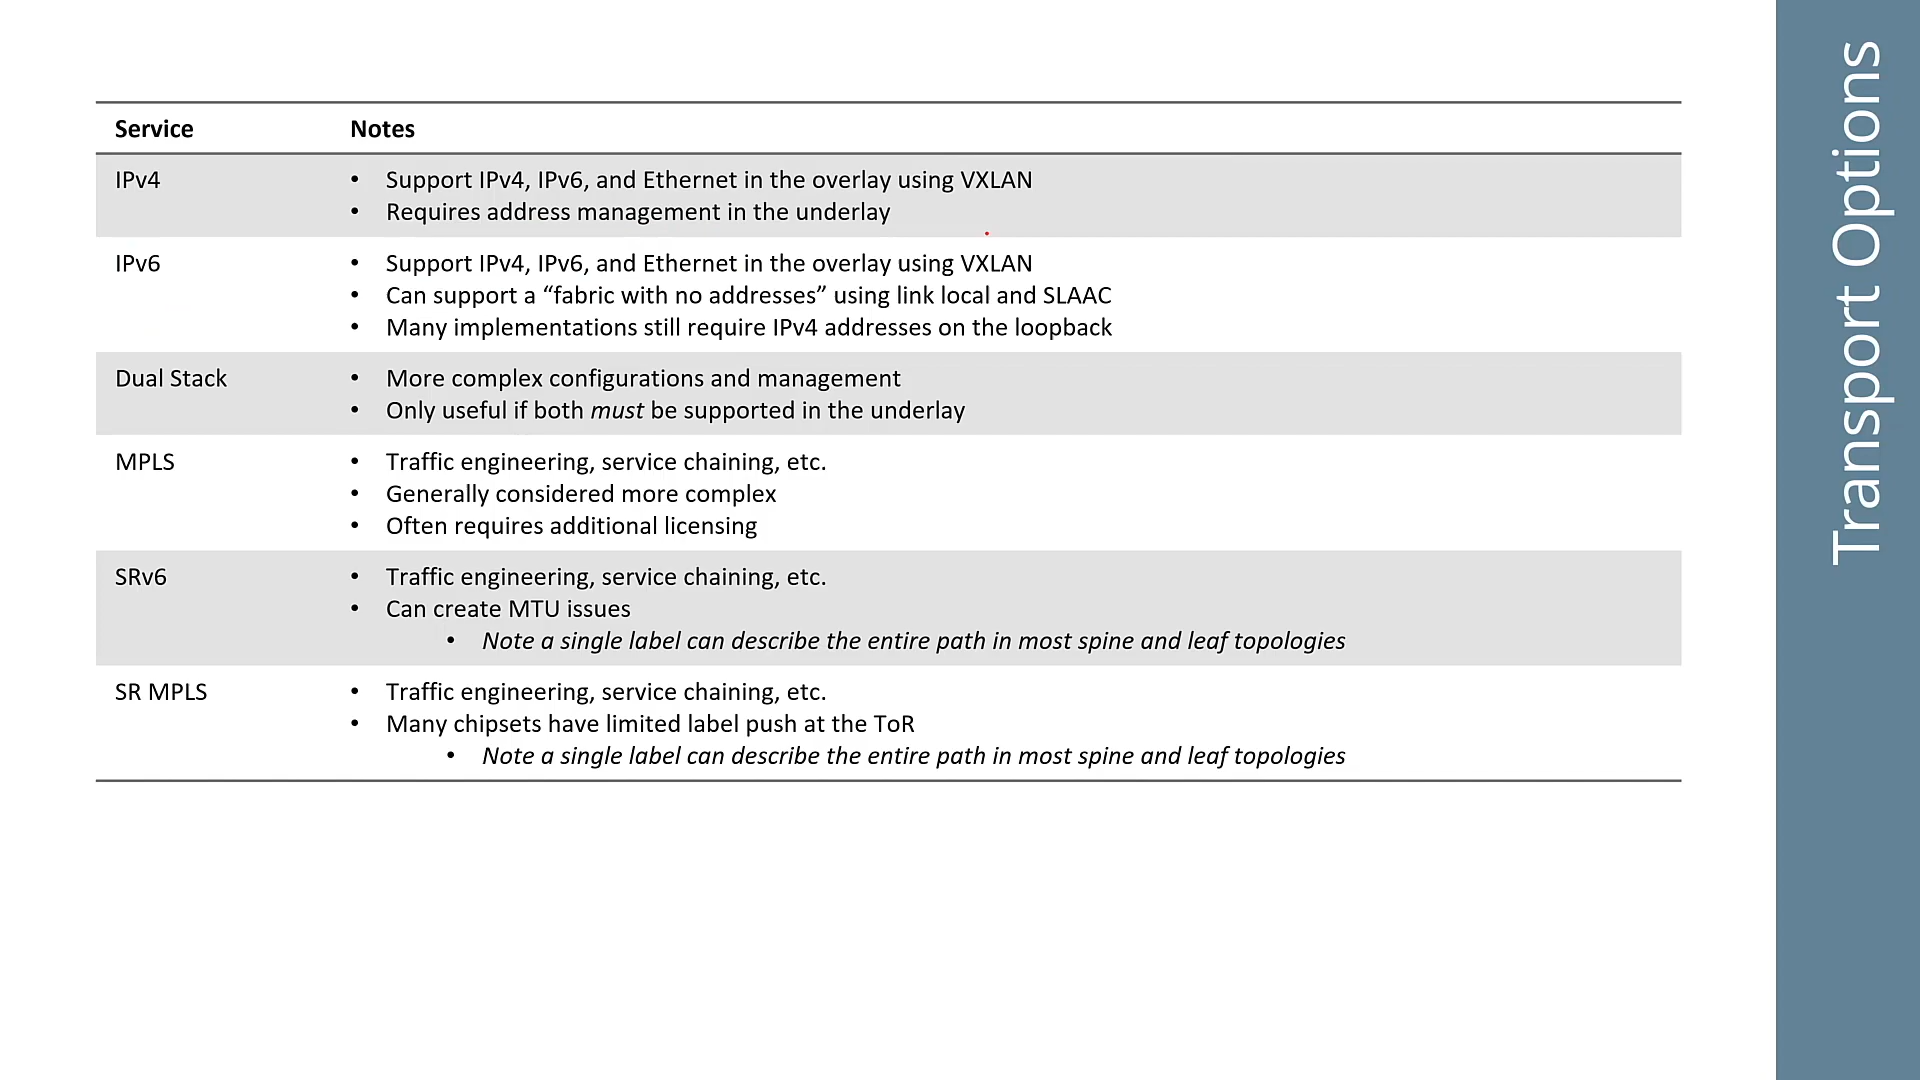 Service Notes
IPv4 • Support IPv4, IPv6, and Ethernet in the overlay using VXLAN
• Requires address management in the underlay
IPv6 • Support IPv4, IPv6, and Ethernet in the overlay using VXLAN
• Can support a “fabric with no addresses” using link local and SLAAC
• Many implementations still require IPv4 addresses on the loopback
Dual Stack • More complex configurations and management
• Only useful if both must be supported in the underlay
MPLS • Traffic engineering, service chaining, etc.
• Generally considered more complex
• Often requires additional licensing
SRv6 • Traffic engineering, service chaining, etc.
• Can create MTU issues
• Note a single label can describe the entire path in most spine and leaf topologies
SR MPLS • Traffic engineering, service chaining, etc.
• Many chipsets have limited label push at the ToR
• Note a single label can describe the entire path in most spine and leaf topologies
Transport Options